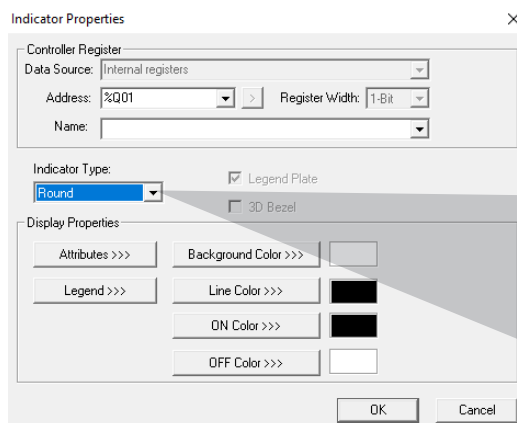 Indicator Properties
Controller Register
Data Source: Internal registers
Address: %Q01 > Register Width: 1-Bit
Name:
Indicator Type:
Round
Legend Plate
3D Bezel
Display Properties
Attributes >>> Background Color >>>
Legend >>> Line Color >>>
ON Color >>>
OFF Color >>>
OK Cancel